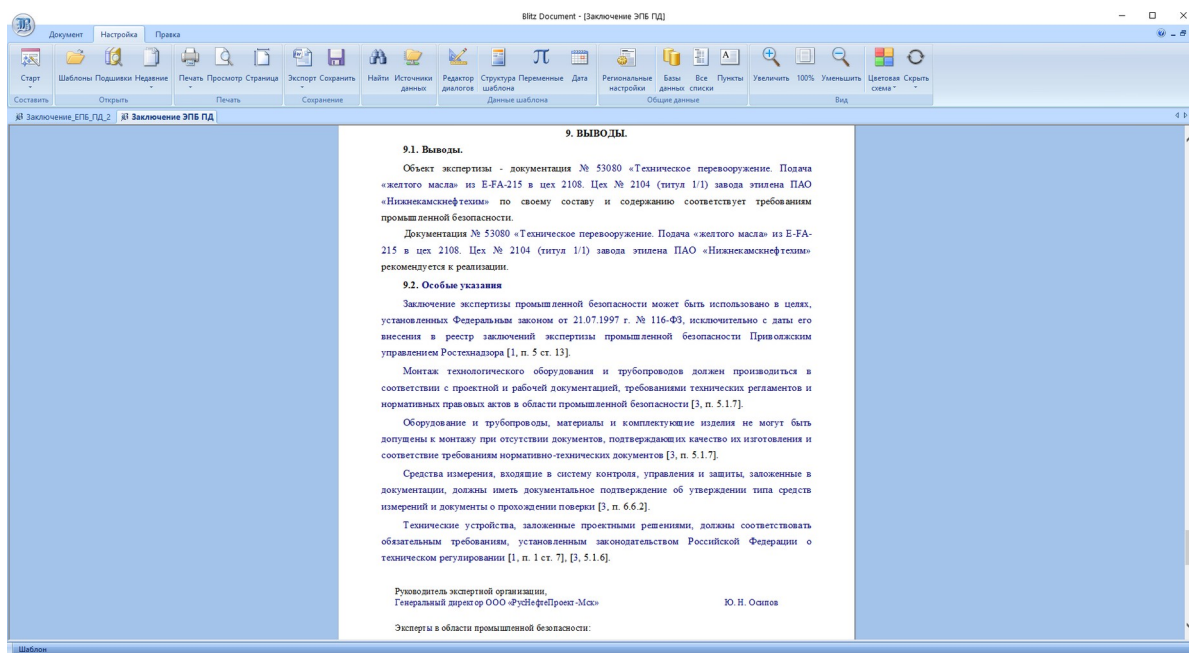 Blitz Document - [Заключение ЭПБ ПД]
Документ Настройка Правка
Старт Шаблоны Подшивки Недавние Печать Просмотр Страница Экспорт Сохранить Найти Источники данных Редактор диалогов Структура шаблона Переменные Дата Региональные настройки Базы данных Все списки Пункты Увеличить 100% Уменьшить Цветовая схема Скрыть
Составить Открыть Печать Сохранение Данные шаблона Общие данные Вид
Заключение_ЕПБ_ПД_2 Заключение ЭПБ ПД
9. ВЫВОДЫ.
9.1. Выводы.
Объект экспертизы - документация № 53080 «Техническое перевооружение. Подача
«желтого масла» из E-FA-215 в цех 2108. Цех № 2104 (титул 1/1) завода этилена ПАО
«Нижнекамскнефтехим» по своему составу и содержанию соответствует требованиям
промышленной безопасности.
Документация № 53080 «Техническое перевооружение. Подача «желтого масла» из E-FA-
215 в цех 2108. Цех № 2104 (титул 1/1) завода этилена ПАО «Нижнекамскнефтехим»
рекомендуется к реализации.
9.2. Особые указания
Заключение экспертизы промышленной безопасности может быть использовано в целях,
установленных Федеральным законом от 21.07.1997 г. № 116-ФЗ, исключительно с даты его
внесения в реестр заключений экспертизы промышленной безопасности Приволжским
управлением Ростехнадзора [1, п. 5 ст. 13].
Монтаж технологического оборудования и трубопроводов должен производиться в
соответствии с проектной и рабочей документацией, требованиями технических регламентов и
нормативных правовых актов в области промышленной безопасности [3, п. 5.1.7].
Оборудование и трубопроводы, материалы и комплектующие изделия не могут быть
допущены к монтажу при отсутствии документов, подтверждающих качество их изготовления и
соответствие требованиям нормативно-технических документов [3, п. 5.1.7].
Средства измерения, входящие в систему контроля, управления и защиты, заложенные в
документации, должны иметь документальное подтверждение об утверждении типа средств
измерений и документы о прохождении поверки [3, п. 6.6.2].
Технические устройства, заложенные проектными решениями, должны соответствовать
обязательным требованиям, установленным законодательством Российской Федерации о
техническом регулировании [1, п. 1 ст. 7], [3, 5.1.6].
Руководитель экспертной организации,
Генеральный директор ООО «РусНефтеПроект-Мск» Ю. Н. Осипов
Эксперты в области промышленной безопасности:
Шаблон